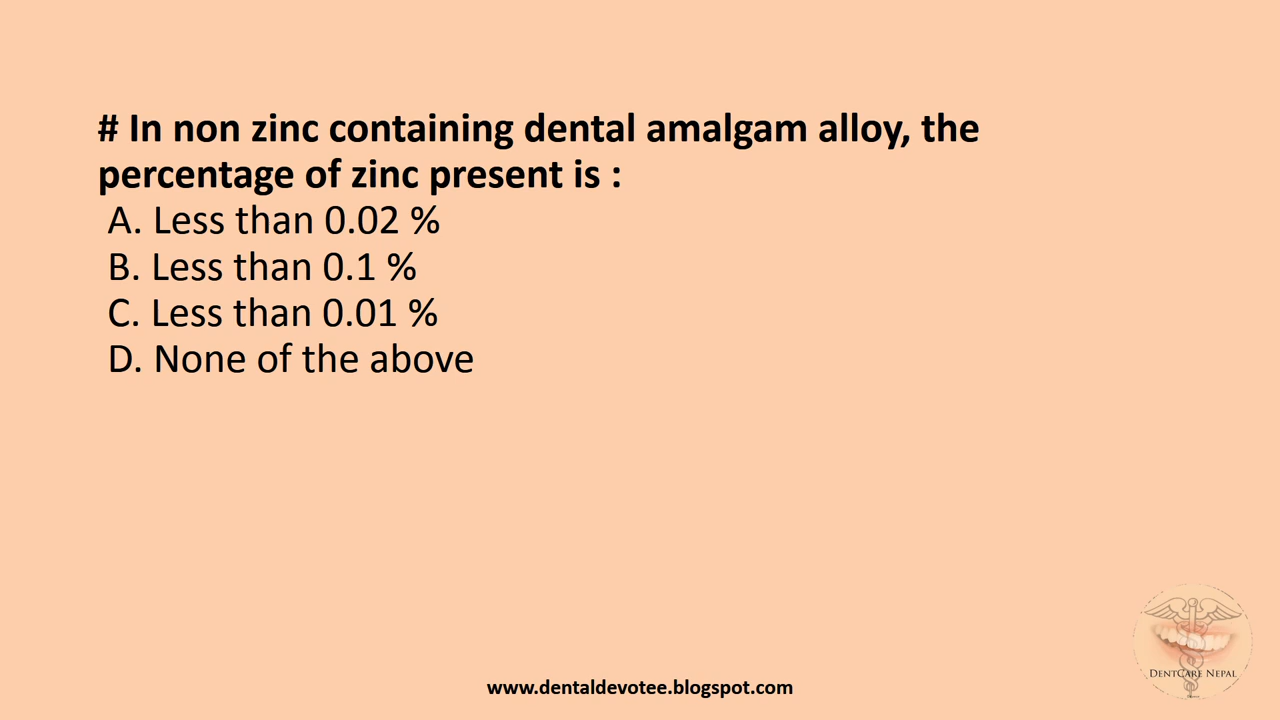 # In non zinc containing dental amalgam alloy, the
percentage of zinc present is :
A. Less than 0.02 %
B. Less than 0.1 %
C. Less than 0.01 %
D. None of the above
DentCare Nepal
www.dentaldevotee.blogspot.com